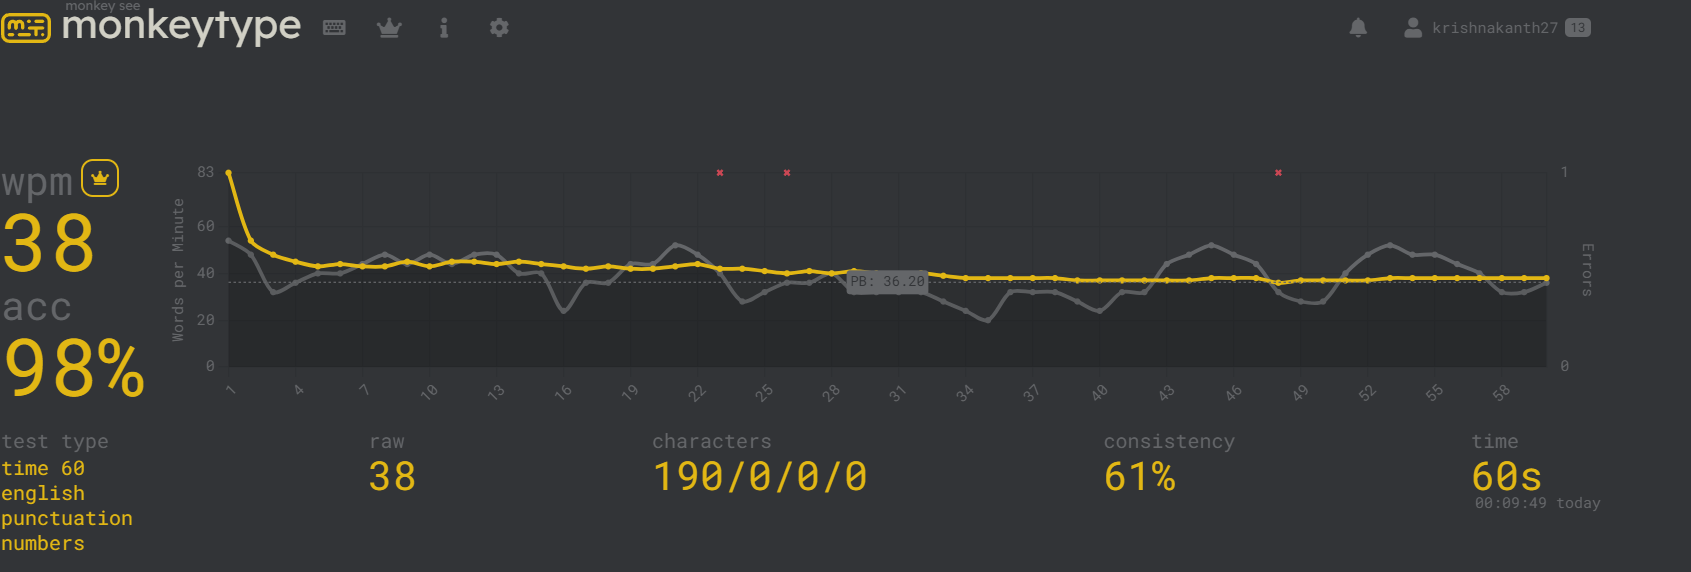 monkey see
monkeytype
krishnakanth27 13
wpm
38
acc
98%
Words per Minute
83
60
40
20
0
PB: 36.20
1
0
Errors
1 4 7 10 13 16 19 22 25 28 31 34 37 40 43 46 49 52 55 58
test type
time 60
english
punctuation
numbers
raw
38
characters
190/0/0/0
consistency
61%
time
60s
00:09:49 today